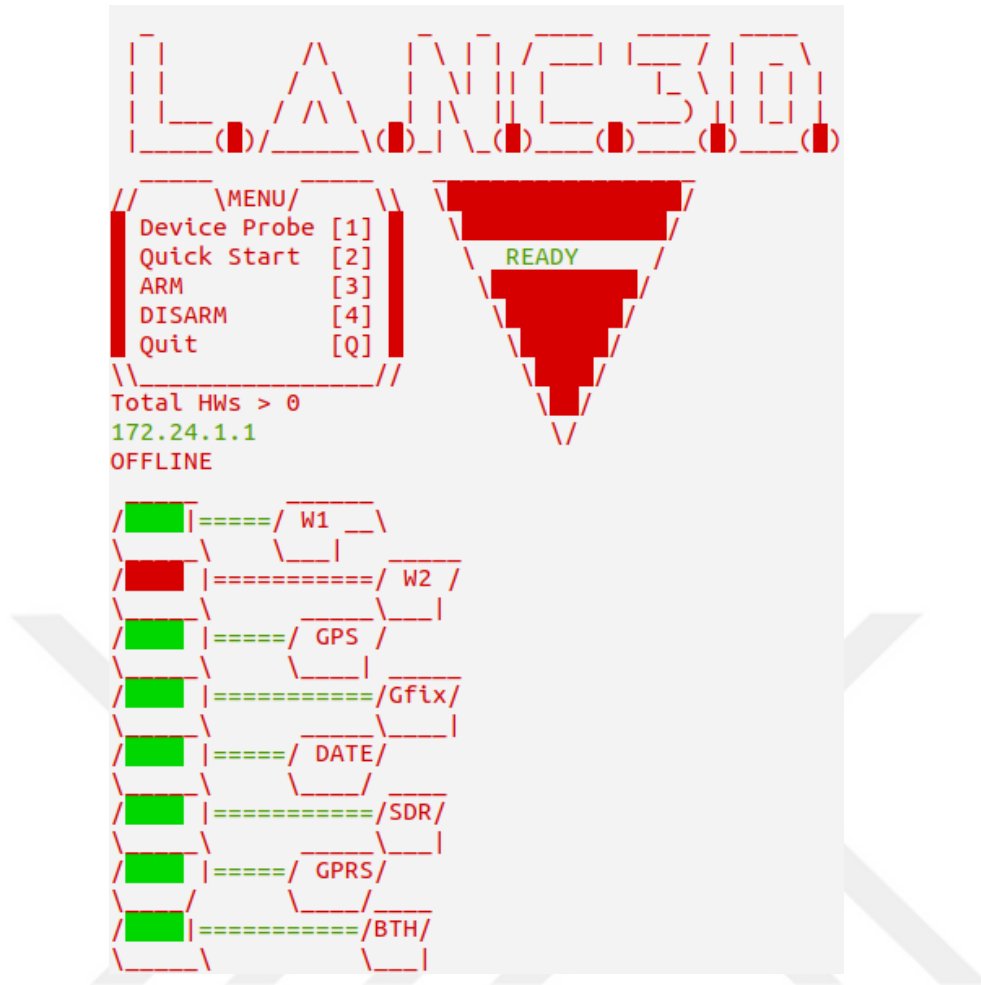 L.A.N.C.3.D.
MENU
Device Probe [1]
Quick Start [2]
ARM [3]
DISARM [4]
Quit [Q]
READY
Total HWs > 0
172.24.1.1
OFFLINE
W1
W2
GPS
Gfix
DATE
SDR
GPRS
BTH